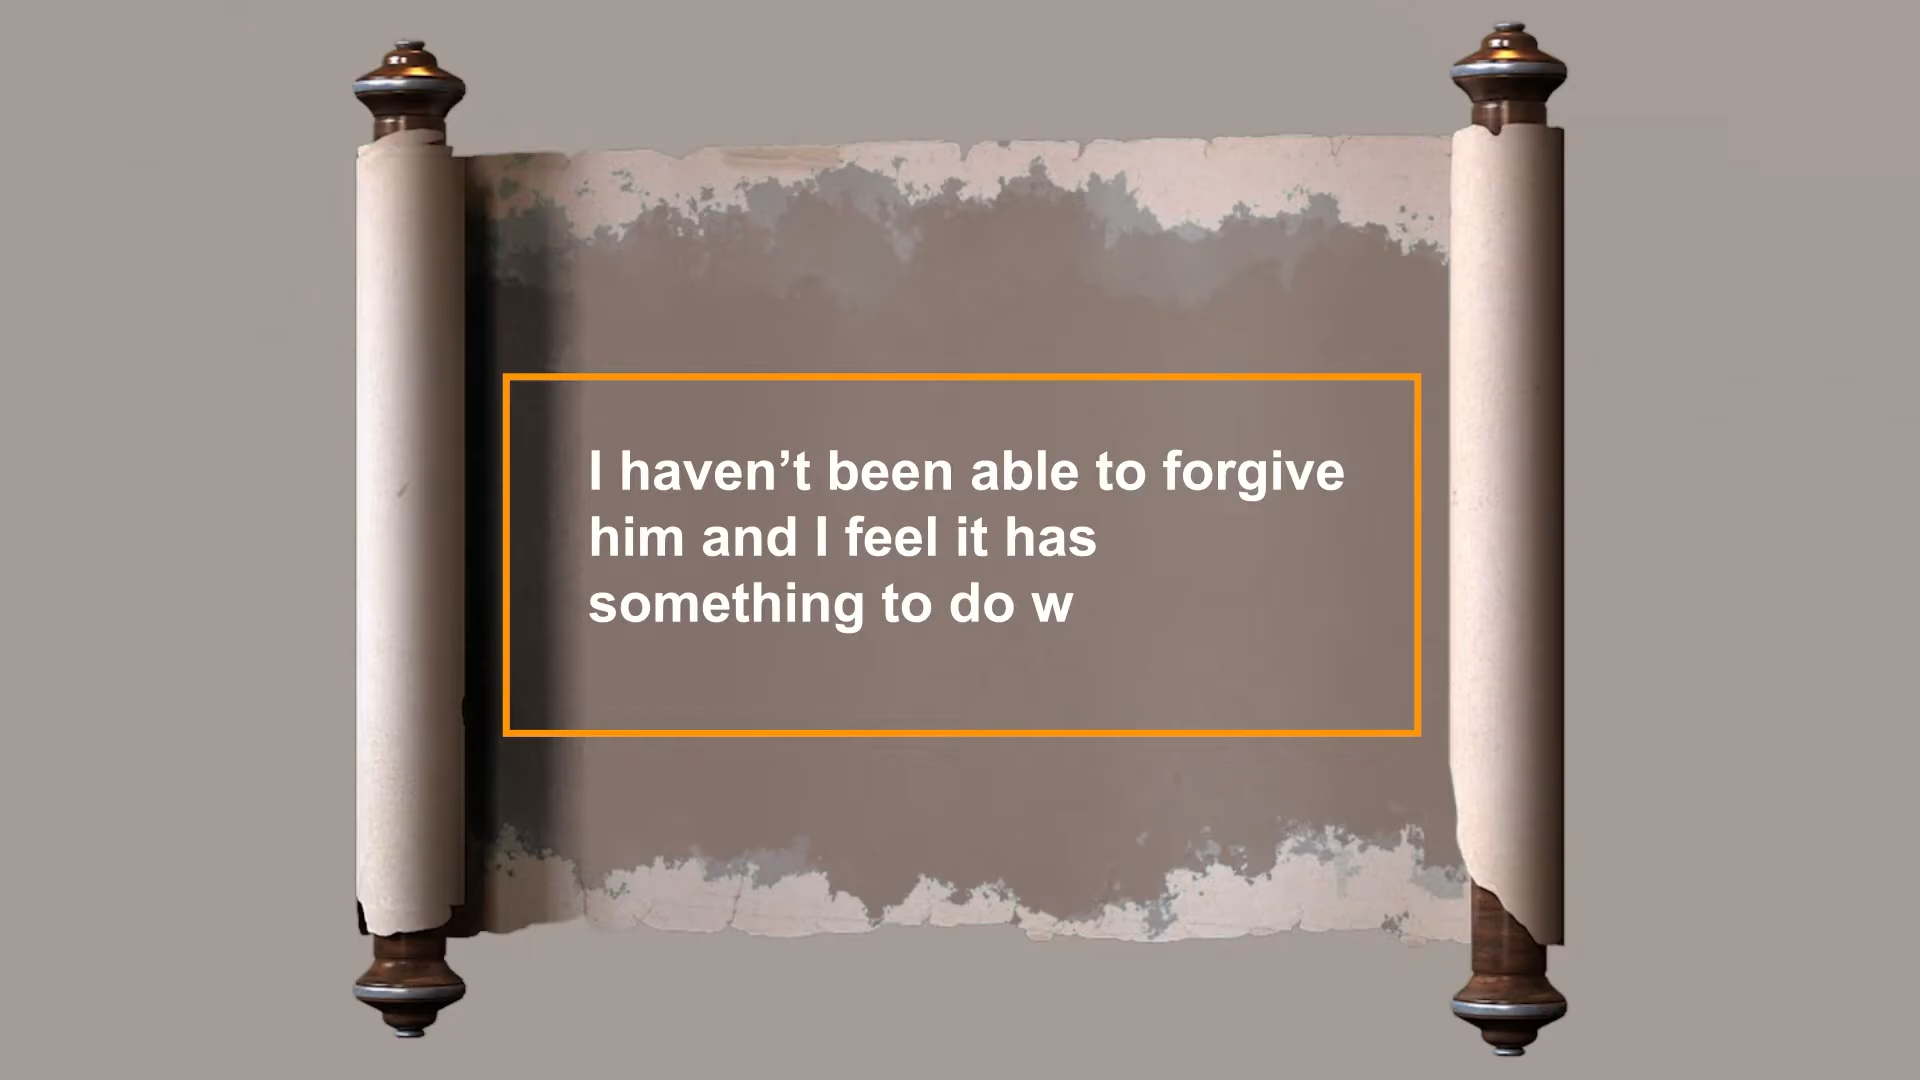 I haven’t been able to forgive
him and I feel it has
something to do w